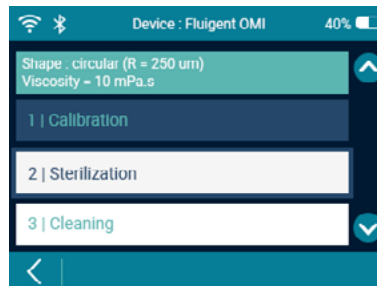 Device : Fluigent OMI
40%
Shape : circular (R = 250 um)
Viscosity = 10 mPa.s
1 | Calibration
2 | Sterilization
3 | Cleaning